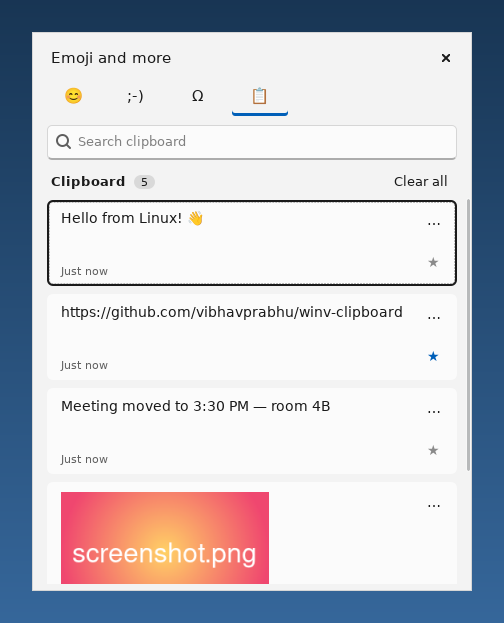 Emoji and more
😊 ;-) Ω 📋
Search clipboard
Clipboard 5 Clear all
Hello from Linux! 👋
Just now
https://github.com/vibhavprabhu/winv-clipboard
Just now
Meeting moved to 3:30 PM — room 4B
Just now
screenshot.png